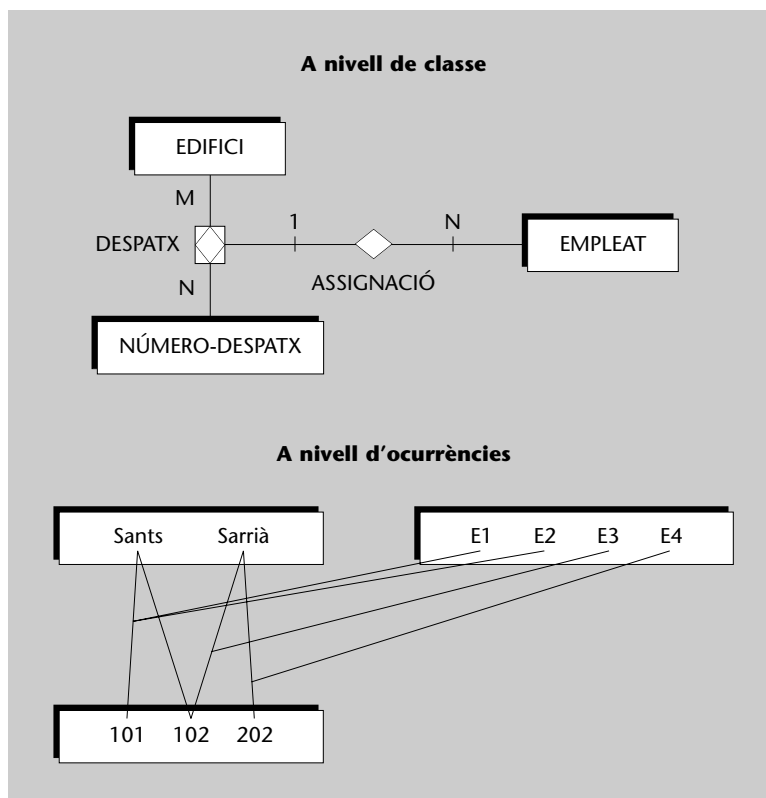 A nivell de classe
EDIFICI
M
1
N
DESPATX
EMPLEAT
N
ASSIGNACIÓ
NÚMERO-DESPATX
A nivell d’ocurrències
Sants Sarrià E1 E2 E3 E4
101 102 202